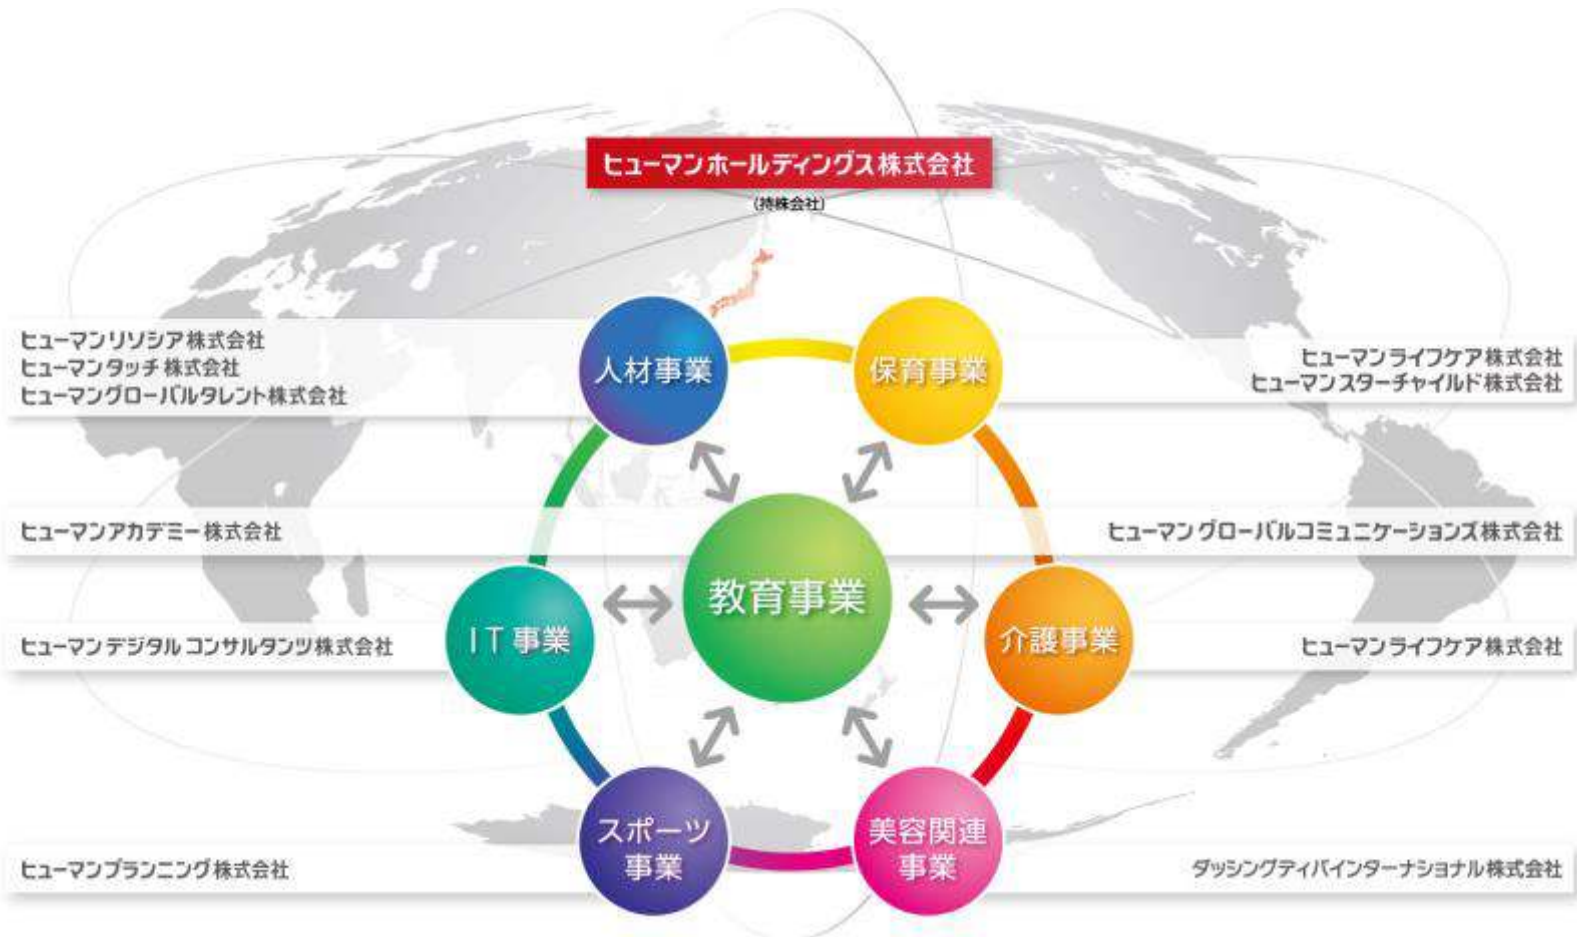 ヒューマンホールディングス株式会社
(持株会社)
ヒューマンリソシア株式会社
ヒューマンタッチ株式会社
ヒューマングローバルタレント株式会社
人材事業
保育事業
ヒューマンライフケア株式会社
ヒューマンスターチャイルド株式会社
ヒューマンアカデミー株式会社
ヒューマングローバルコミュニケーションズ株式会社
教育事業
ヒューマンデジタルコンサルタンツ株式会社
IT事業
介護事業
ヒューマンライフケア株式会社
スポーツ
事業
美容関連
事業
ヒューマンプランニング株式会社
ダッシングディバインターナショナル株式会社